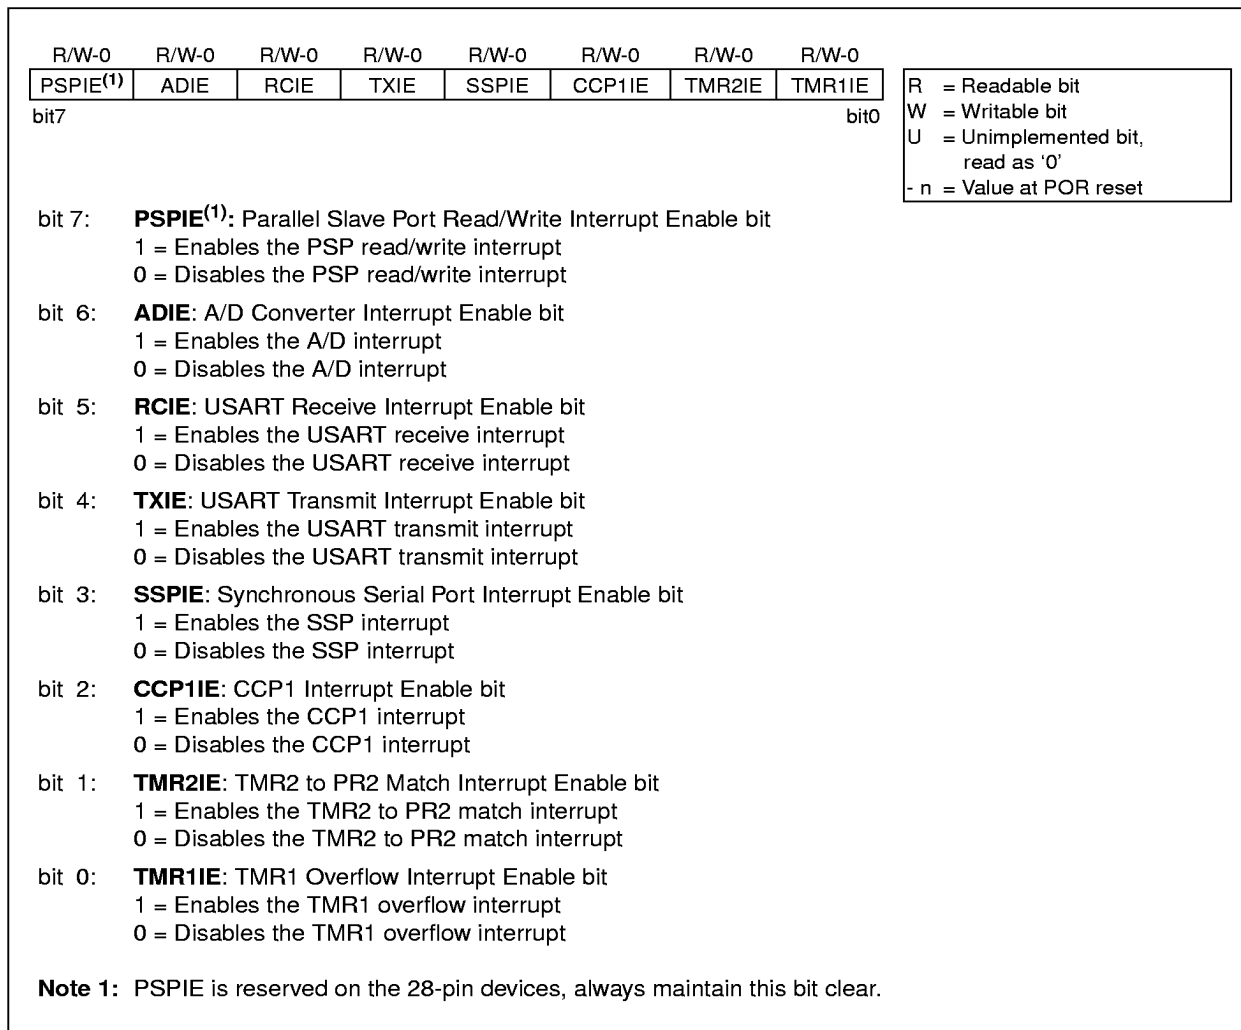 R/W-0 R/W-0 R/W-0 R/W-0 R/W-0 R/W-0 R/W-0 R/W-0
PSPIE(1) ADIE RCIE TXIE SSPIE CCP1IE TMR2IE TMR1IE
bit7 bit0
R = Readable bit
W = Writable bit
U = Unimplemented bit,
read as ‘0’
- n = Value at POR reset
bit 7: PSPIE(1): Parallel Slave Port Read/Write Interrupt Enable bit
1 = Enables the PSP read/write interrupt
0 = Disables the PSP read/write interrupt
bit 6: ADIE: A/D Converter Interrupt Enable bit
1 = Enables the A/D interrupt
0 = Disables the A/D interrupt
bit 5: RCIE: USART Receive Interrupt Enable bit
1 = Enables the USART receive interrupt
0 = Disables the USART receive interrupt
bit 4: TXIE: USART Transmit Interrupt Enable bit
1 = Enables the USART transmit interrupt
0 = Disables the USART transmit interrupt
bit 3: SSPIE: Synchronous Serial Port Interrupt Enable bit
1 = Enables the SSP interrupt
0 = Disables the SSP interrupt
bit 2: CCP1IE: CCP1 Interrupt Enable bit
1 = Enables the CCP1 interrupt
0 = Disables the CCP1 interrupt
bit 1: TMR2IE: TMR2 to PR2 Match Interrupt Enable bit
1 = Enables the TMR2 to PR2 match interrupt
0 = Disables the TMR2 to PR2 match interrupt
bit 0: TMR1IE: TMR1 Overflow Interrupt Enable bit
1 = Enables the TMR1 overflow interrupt
0 = Disables the TMR1 overflow interrupt
Note 1: PSPIE is reserved on the 28-pin devices, always maintain this bit clear.